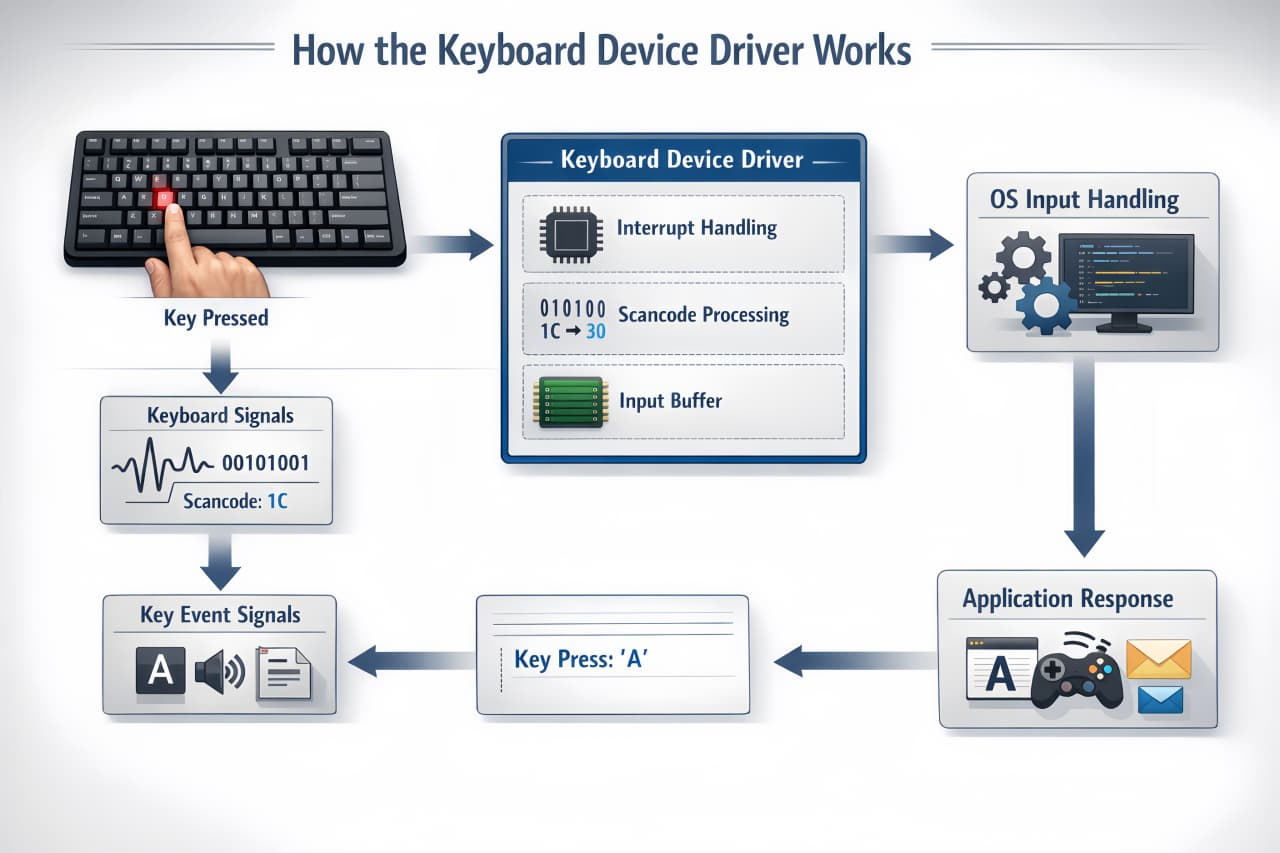 How the Keyboard Device Driver Works
Key Pressed
Keyboard Device Driver
Interrupt Handling
010100
1C → 30
Scancode Processing
Input Buffer
OS Input Handling
Keyboard Signals
00101001
Scancode: 1C
Key Event Signals
A
Key Press: 'A'
Application Response
A